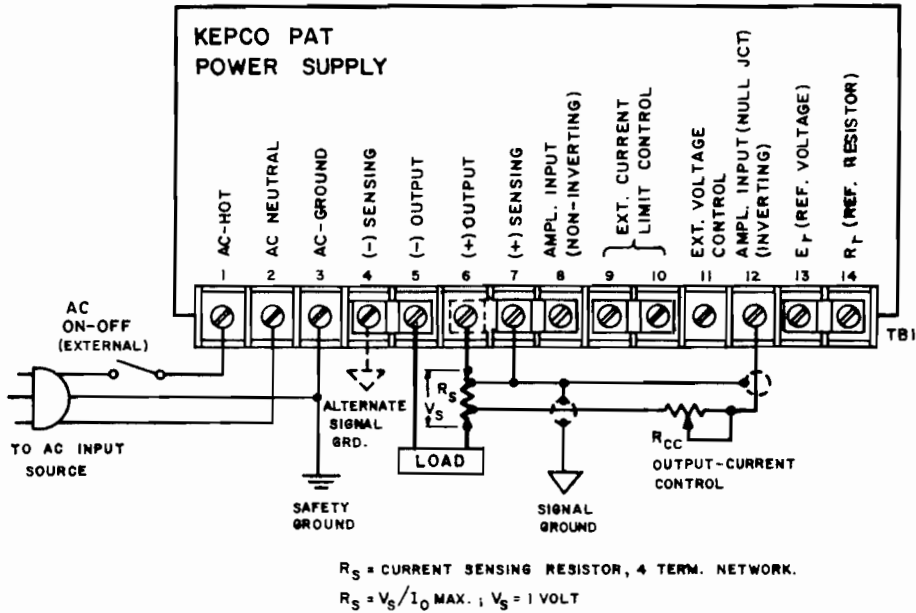 KEPCO PAT
POWER SUPPLY
AC-HOT
AC NEUTRAL
AC-GROUND
(-) SENSING
(-) OUTPUT
(+) OUTPUT
(+) SENSING
AMPL. INPUT
(NON-INVERTING)
EXT. CURRENT
LIMIT CONTROL
EXT. VOLTAGE
CONTROL
AMPL. INPUT (NULL JCT)
(INVERTING)
Er (REF. VOLTAGE)
Rr (REF. RESISTOR)
1 2 3 4 5 6 7 8 9 10 11 12 13 14
TB1
AC
ON-OFF
(EXTERNAL)
TO AC INPUT
SOURCE
ALTERNATE
SIGNAL
GRD.
VS
RS
LOAD
SAFETY
GROUND
SIGNAL
GROUND
RCC
OUTPUT-CURRENT
CONTROL
RS = CURRENT SENSING RESISTOR, 4 TERM. NETWORK.
RS = VS/IO MAX. ; VS = 1 VOLT